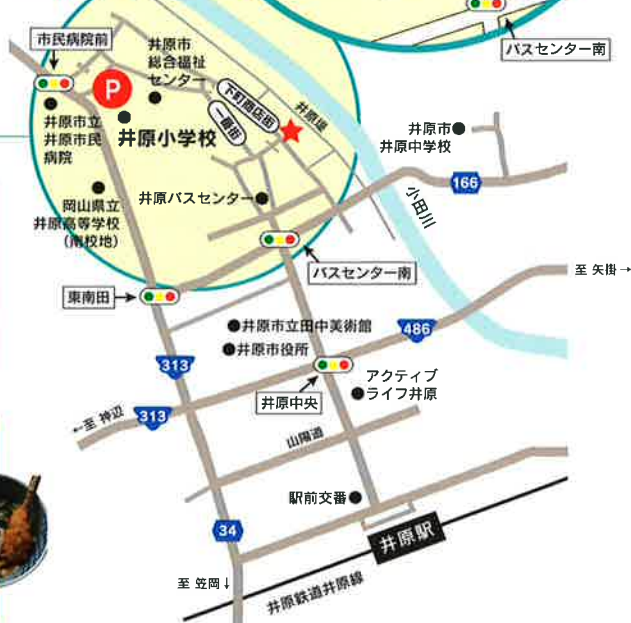 バスセンター南
市民病院前
井原市
総合福祉
センター
P
下町商店街
一番街
井原堤
井原市立
井原市民
病院
井原小学校
井原市
井原中学校
166
岡山県立
井原高等学校
(南校地)
井原バスセンター
小田川
バスセンター南
至 矢掛→
東南田→
井原市立田中美術館
486
井原市役所
313
アクティブ
ライフ井原
井原中央
313
←至 神辺
山陽道
駅前交番
34
井原駅
至 笠岡↓
井原鉄道井原線